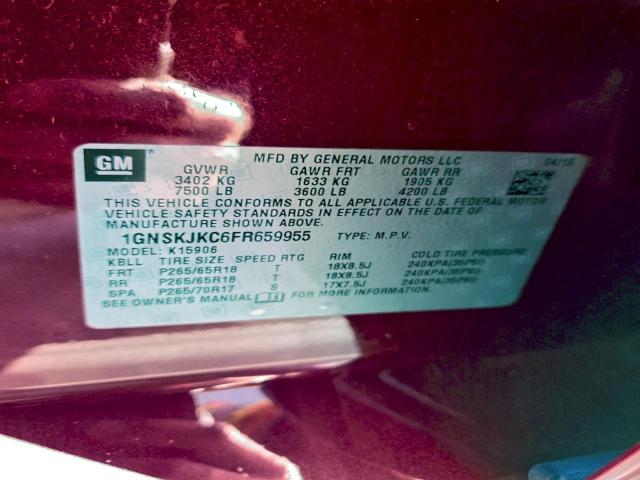 GM
MFD BY GENERAL MOTORS LLC 04/15
GVWR GAWR FRT GAWR RR
3402 KG 1633 KG 1905 KG
7500 LB 3600 LB 4200 LB
THIS VEHICLE CONFORMS TO ALL APPLICABLE U.S. FEDERAL MOTOR
VEHICLE SAFETY STANDARDS IN EFFECT ON THE DATE OF
MANUFACTURE SHOWN ABOVE.
1GNSKJKC6FR659955 TYPE: M.P.V.
MODEL: K15906
KBLL TIRE SIZE SPEED RTG RIM COLD TIRE PRESSURE
FRT P265/65R18 T 18X8.5J 240KPA(35PSI)
RR P265/65R18 T 18X8.5J 240KPA(35PSI)
SPA P265/70R17 S 17X7.5J 240KPA(35PSI)
SEE OWNER'S MANUAL FOR MORE INFORMATION.